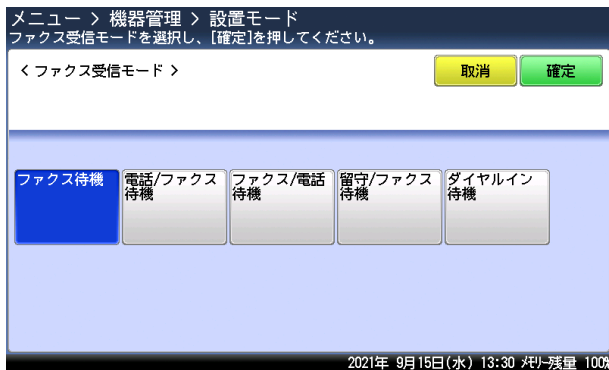 メニュー > 機器管理 > 設置モード
ファクス受信モードを選択し、[確定]を押してください。
<ファクス受信モード>
取消
確定
ファクス待機
電話/ファクス
待機
ファクス/電話
待機
留守/ファクス
待機
ダイヤルイン
待機
2021年 9月15日(水) 13:30 メモリー残量 100%